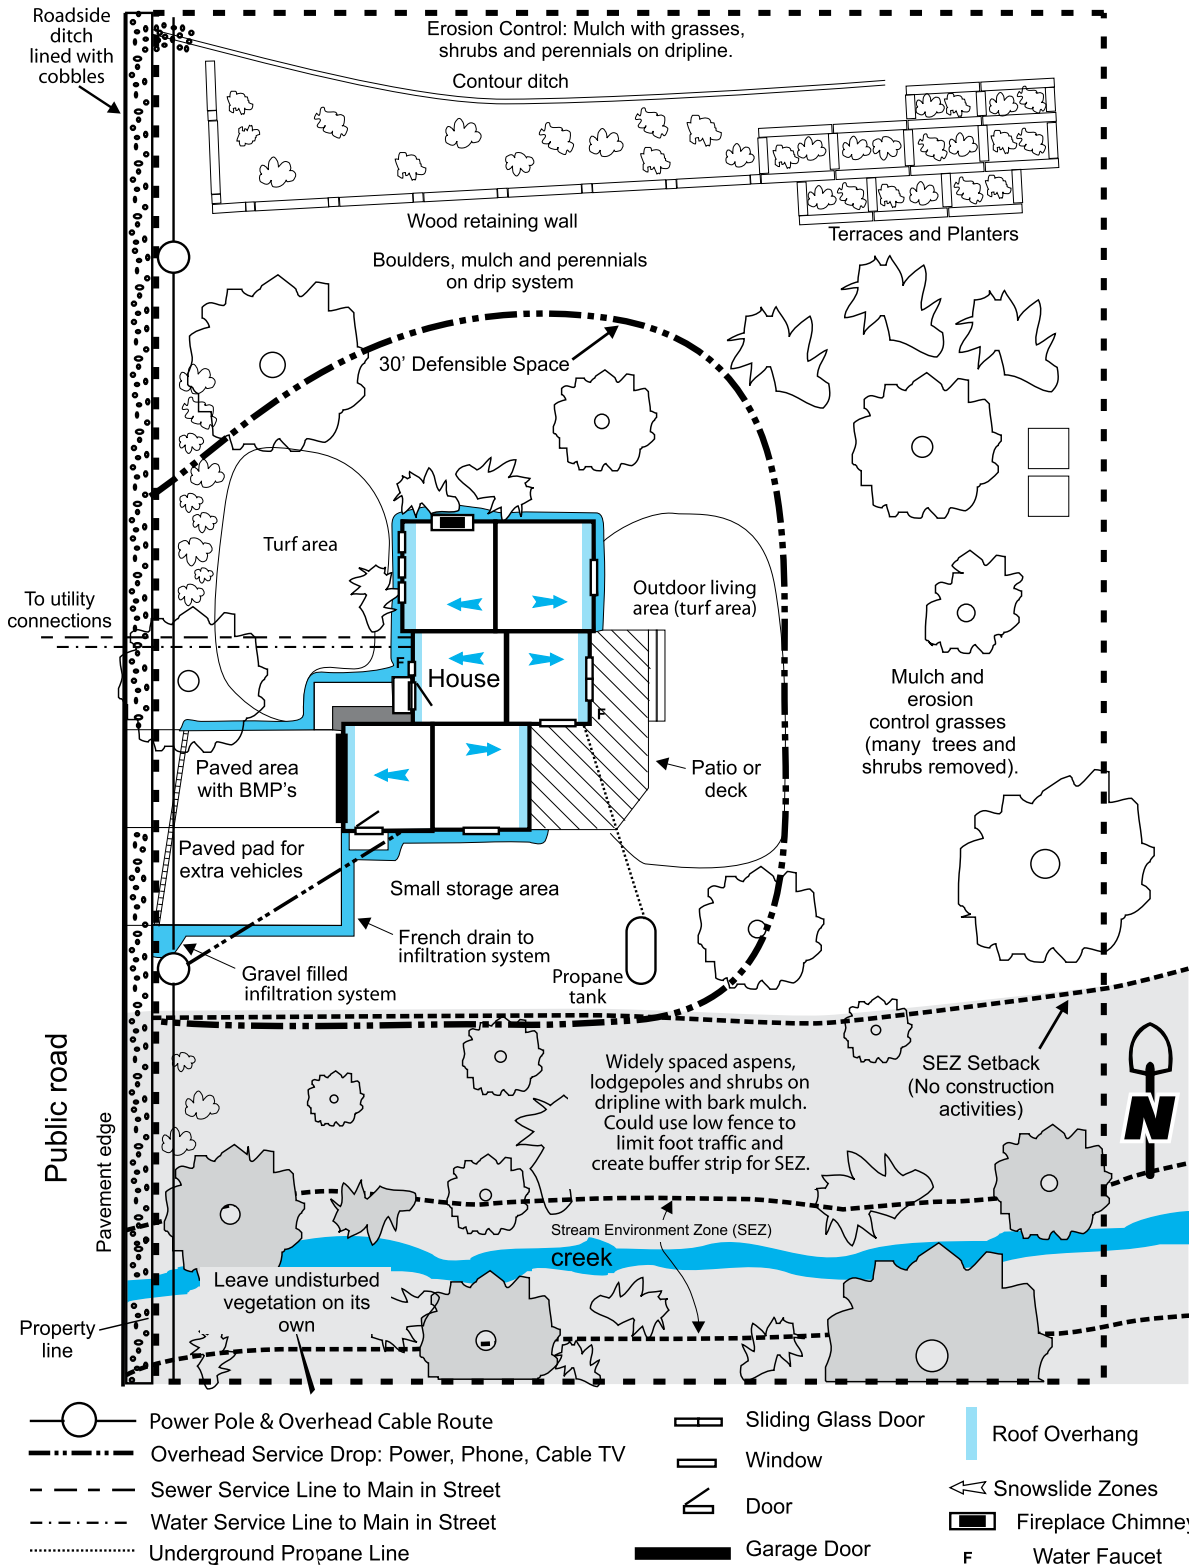 Roadside
ditch
lined with
cobbles
Erosion Control: Mulch with grasses,
shrubs and perennials on dripline.
Contour ditch
Wood retaining wall
Terraces and Planters
Boulders, mulch and perennials
on drip system
30' Defensible Space
Turf area
To utility
connections
Outdoor living
area (turf area)
F
House
F
Mulch and
erosion
control grasses
(many trees and
shrubs removed).
Paved area
with BMP's
Patio or
deck
Paved pad for
extra vehicles
Small storage area
French drain to
infiltration system
Gravel filled
infiltration system
Propane
tank
Public road
Pavement edge
SEZ Setback
(No construction
activities)
N
Widely spaced aspens,
lodgepoles and shrubs on
dripline with bark mulch.
Could use low fence to
limit foot traffic and
create buffer strip for SEZ.
Stream Environment Zone (SEZ)
creek
Leave undisturbed
vegetation on its
own
Property
line
Power Pole & Overhead Cable Route
Overhead Service Drop: Power, Phone, Cable TV
Sewer Service Line to Main in Street
Water Service Line to Main in Street
Underground Propane Line
Sliding Glass Door
Window
Door
Garage Door
Roof Overhang
Snowslide Zones
Fireplace Chimney
F Water Faucet